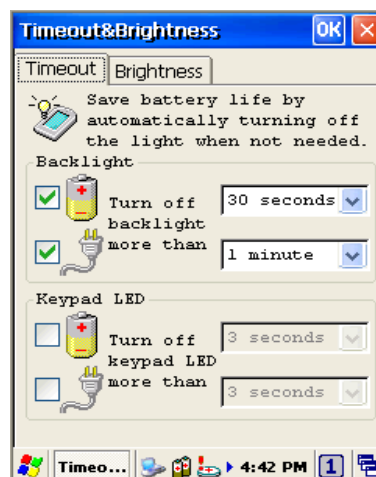 Timeout&Brightness OK
Timeout Brightness
Save battery life by
automatically turning off
the light when not needed.
Backlight
Turn off
backlight
more than
30 seconds
1 minute
Keypad LED
Turn off
keypad LED
more than
3 seconds
3 seconds
Timeo... 4:42 PM 1